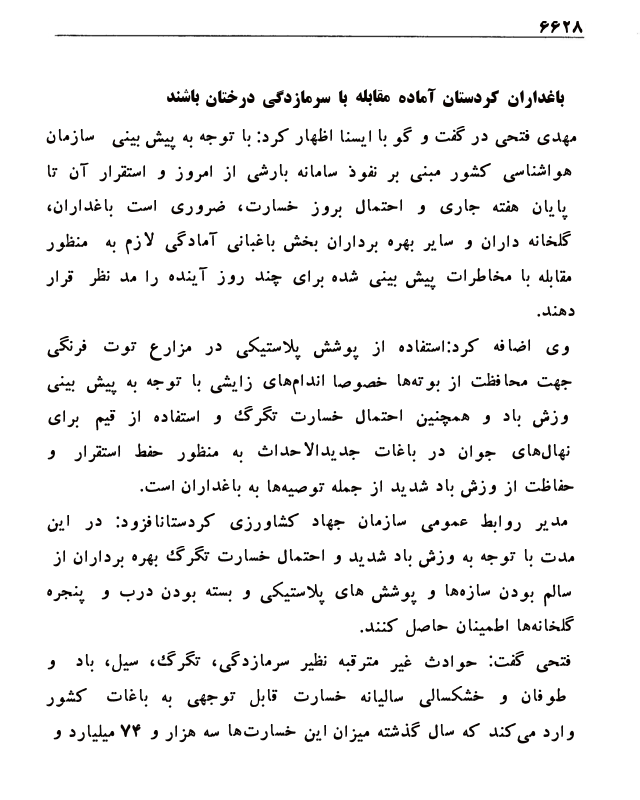 ۶۶۲۸
باغداران کردستان آماده مقابله با سرمازدگی درختان باشند
مهدی فتحی در گفت و گو با ایسنا اظهار کرد: با توجه به پیش بینی سازمان
هواشناسی کشور مبنی بر نفوذ سامانه بارشی از امروز و استقرار آن تا
پایان هفته جاری و احتمال بروز خسارت، ضروری است باغداران،
گلخانه داران و سایر بهره برداران بخش باغبانی آمادگی لازم به منظور
مقابله با مخاطرات پیش بینی شده برای چند روز آینده را مد نظر قرار
دهند.
وی اضافه کرد:استفاده از پوشش پلاستیکی در مزارع توت فرنگی
جهت محافظت از بوته‌ها خصوصا اندام‌های زایشی با توجه به پیش بینی
وزش باد و همچنین احتمال خسارت تگرگ و استفاده از قیم برای
نهال‌های جوان در باغات جدیدالاحداث به منظور حفط استقرار و
حفاظت از وزش باد شدید از جمله توصیه‌ها به باغداران است.
مدیر روابط عمومی سازمان جهاد کشاورزی کردستانافزود: در این
مدت با توجه به وزش باد شدید و احتمال خسارت تگرگ بهره برداران از
سالم بودن سازه‌ها و پوشش های پلاستیکی و بسته بودن درب و پنجره
گلخانه‌ها اطمینان حاصل کنند.
فتحی گفت: حوادث غیر مترقبه نظیر سرمازدگی، تگرگ، سیل، باد و
طوفان و خشکسالی سالیانه خسارت قابل توجهی به باغات کشور
وارد می‌کند که سال گذشته میزان این خسارت‌ها سه هزار و ۷۴ میلیارد و